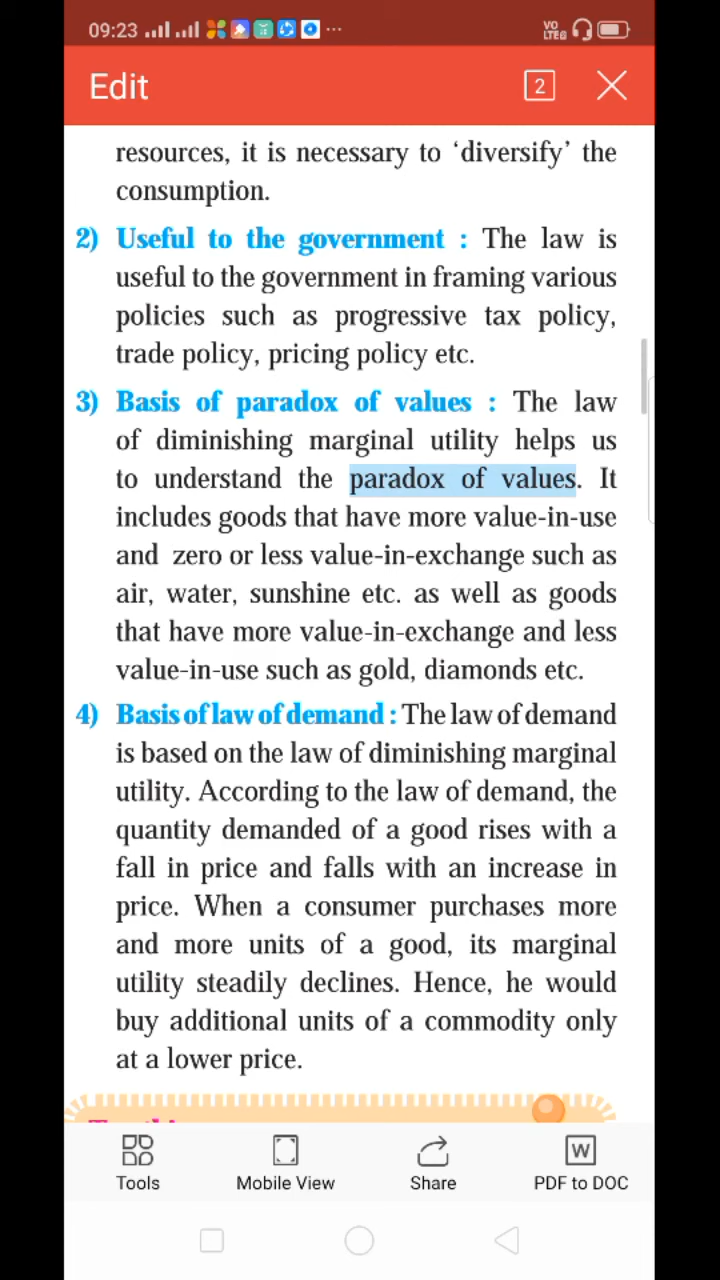 09:23
VO
LTE
Edit
2
resources, it is necessary to ‘diversify’ the
consumption.
2) Useful to the government : The law is
useful to the government in framing various
policies such as progressive tax policy,
trade policy, pricing policy etc.
3) Basis of paradox of values : The law
of diminishing marginal utility helps us
to understand the paradox of values. It
includes goods that have more value-in-use
and zero or less value-in-exchange such as
air, water, sunshine etc. as well as goods
that have more value-in-exchange and less
value-in-use such as gold, diamonds etc.
4) Basis of law of demand : The law of demand
is based on the law of diminishing marginal
utility. According to the law of demand, the
quantity demanded of a good rises with a
fall in price and falls with an increase in
price. When a consumer purchases more
and more units of a good, its marginal
utility steadily declines. Hence, he would
buy additional units of a commodity only
at a lower price.
Tools
Mobile View
Share
W
PDF to DOC